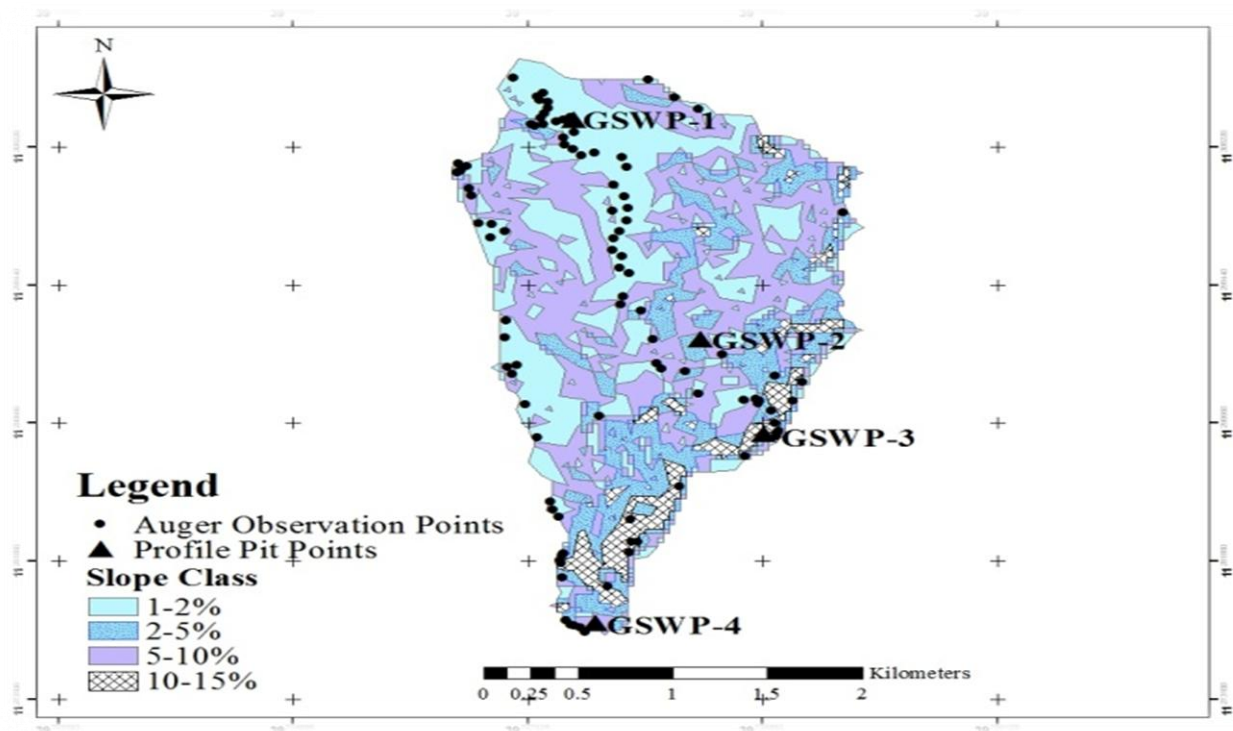 N
GSWP-1
GSWP-2
GSWP-3
GSWP-4
Legend
Auger Observation Points
Profile Pit Points
Slope Class
1-2%
2-5%
5-10%
10-15%
Kilometers
0 0.25 0.5 1 1.5 2